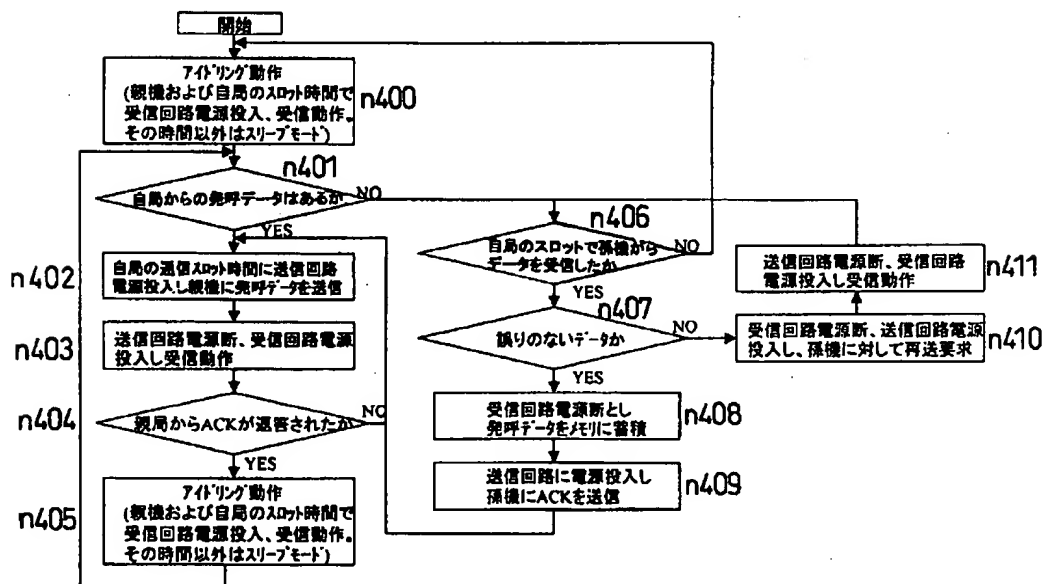 開始
アイドリング動作
(親機および自局のスロット時間で
受信回路電源投入、受信動作。
その時間以外はスリープモード)
n400
n401
自局からの発呼データはあるか
NO
YES
n402
自局の通信スロット時間に送信回路
電源投入し親機に発呼データを送信
n403
送信回路電源断、受信回路電源
投入し受信動作
n404
親局からACKが返答されたか
NO
YES
n405
アイドリング動作
(親機および自局のスロット時間で
受信回路電源投入、受信動作。
その時間以外はスリープモード)
n406
自局のスロットで孫機がら
データを受信したか
NO
YES
n407
誤りのないデータか
NO
YES
n408
受信回路電源断とし
発呼データをメモリに蓄積
n409
送信回路に電源投入し
孫機にACKを送信
n411
送信回路電源断、受信回路
電源投入し受信動作
n410
受信回路電源断、送信回路電源
投入し、孫機に対して再送要求